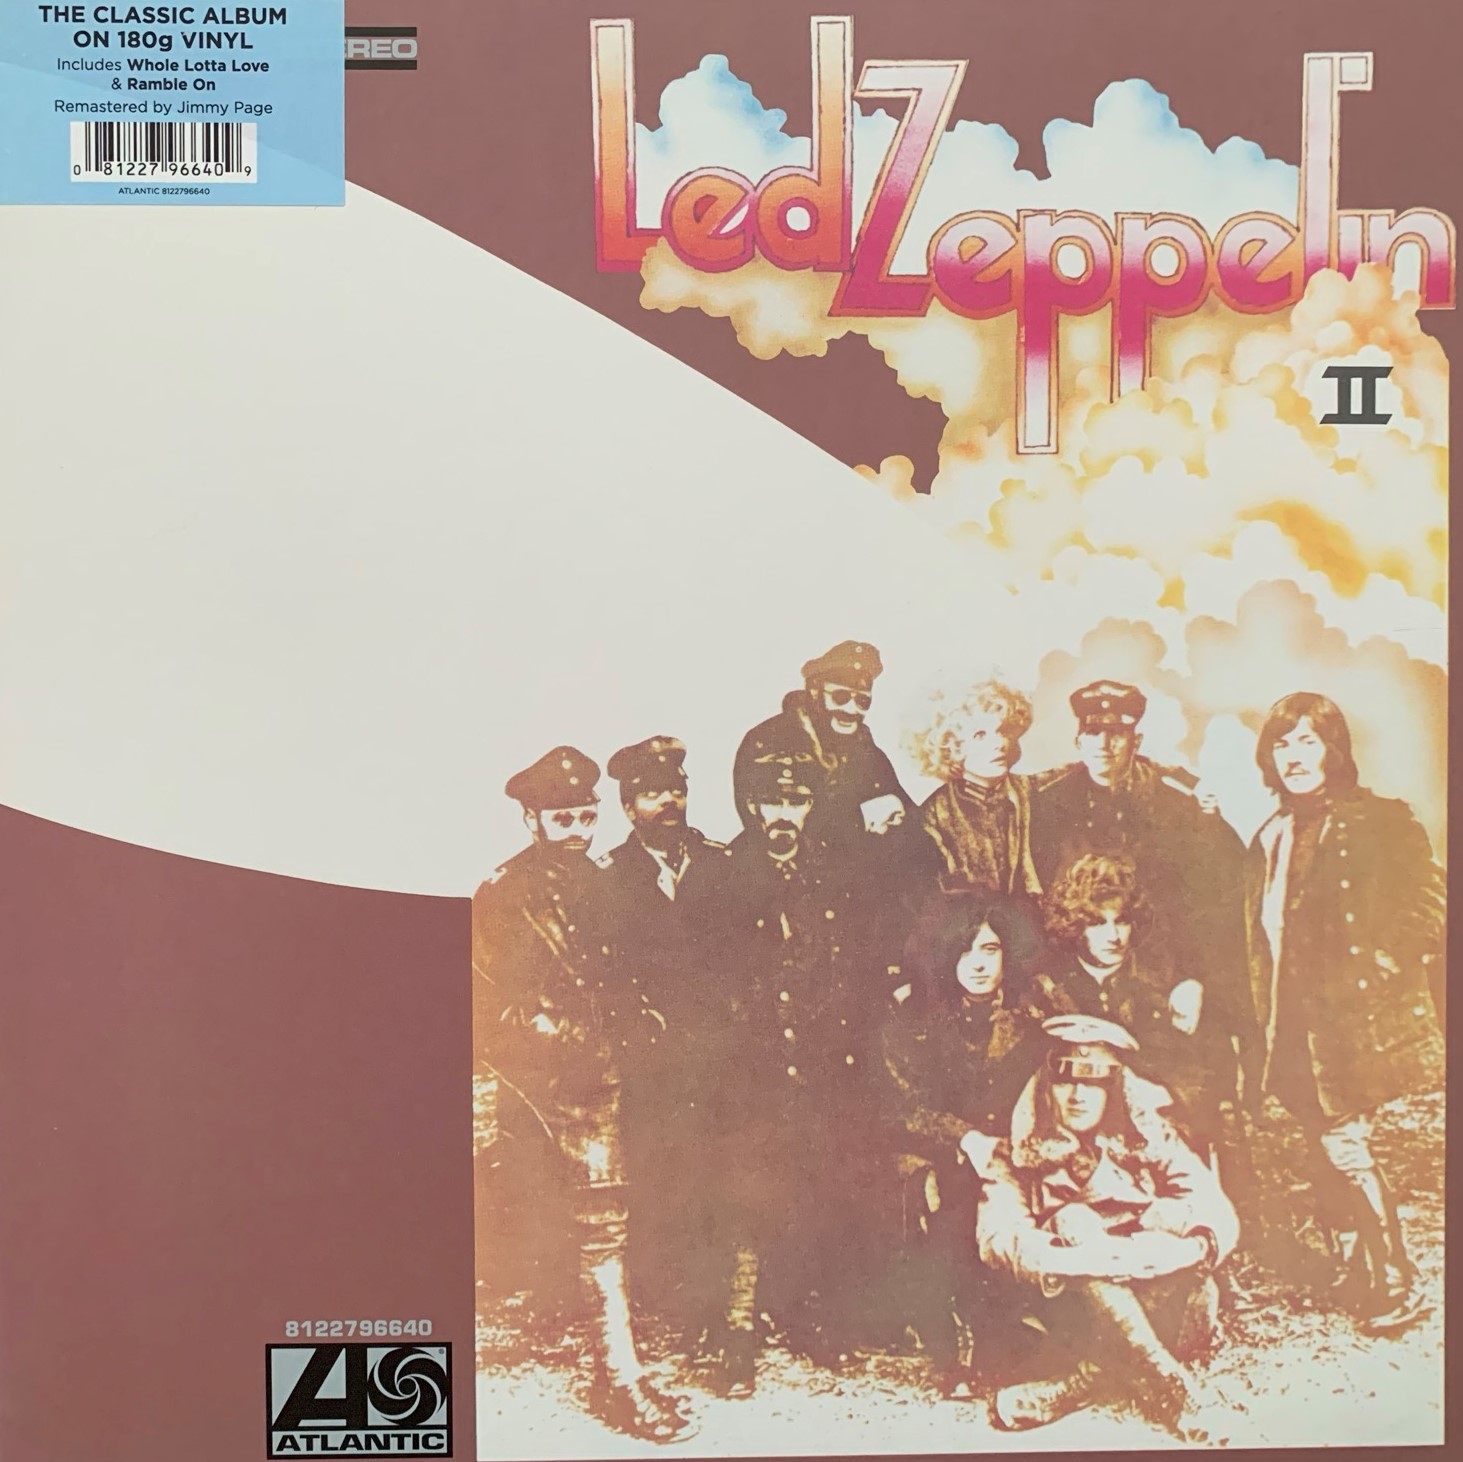 THE CLASSIC ALBUM
ON 180g VINYL
Includes Whole Lotta Love
& Ramble On
Remastered by Jimmy Page
0 81227 96640 9
ATLANTIC 8122796640
EREO
Led Zeppelin
II
8122796640
ATLANTIC